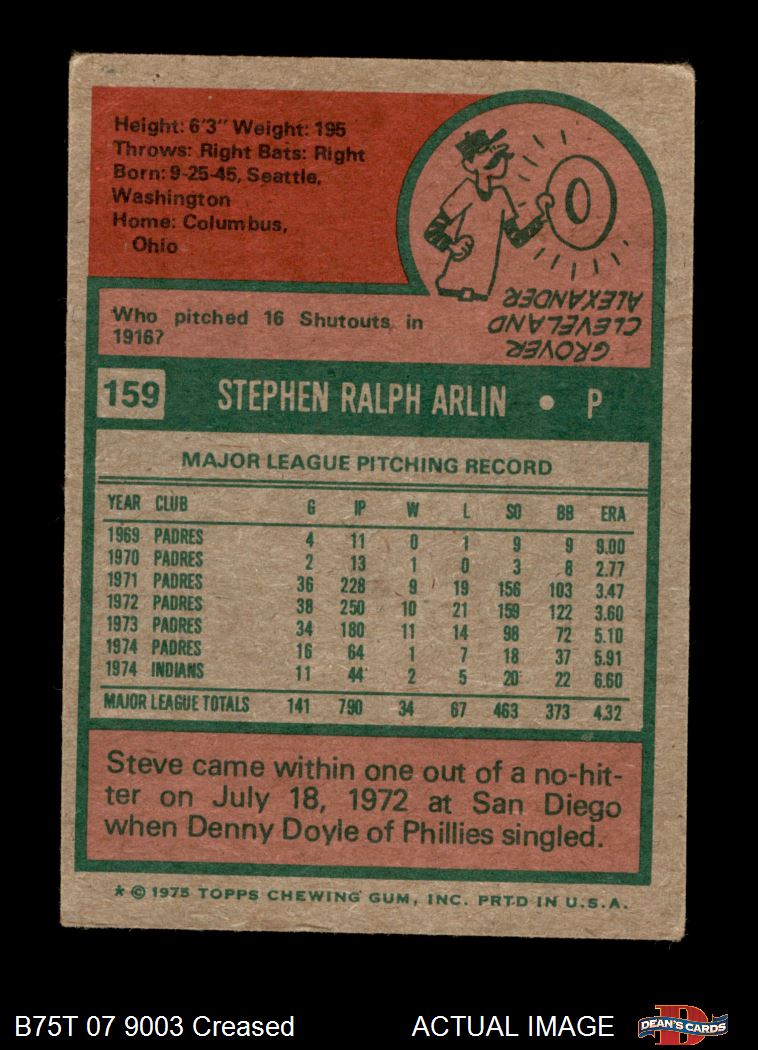 Height: 6'3" Weight: 195
Throws: Right Bats: Right
Born: 9-25-45, Seattle,
Washington
Home: Columbus,
Ohio
0
Who pitched 16 Shutouts in
1916?
GROVER
CLEVELAND
ALEXANDER
159 STEPHEN RALPH ARLIN • P
MAJOR LEAGUE PITCHING RECORD
YEAR CLUB G IP W L SO BB ERA
1969 PADRES 4 11 0 1 9 9 9.00
1970 PADRES 2 13 1 0 3 8 2.77
1971 PADRES 36 228 9 19 156 103 3.47
1972 PADRES 38 250 10 21 159 122 3.60
1973 PADRES 34 180 11 14 98 72 5.10
1974 PADRES 16 64 1 7 18 37 5.91
1974 INDIANS 11 44 2 5 20 22 6.60
MAJOR LEAGUE TOTALS 141 790 34 67 463 373 4.32
Steve came within one out of a no-hit-
ter on July 18, 1972 at San Diego
when Denny Doyle of Phillies singled.
* © 1975 TOPPS CHEWING GUM, INC. PRT.D IN U.S.A.
B75T 07 9003 Creased ACTUAL IMAGE
D
DEAN'S CARDS